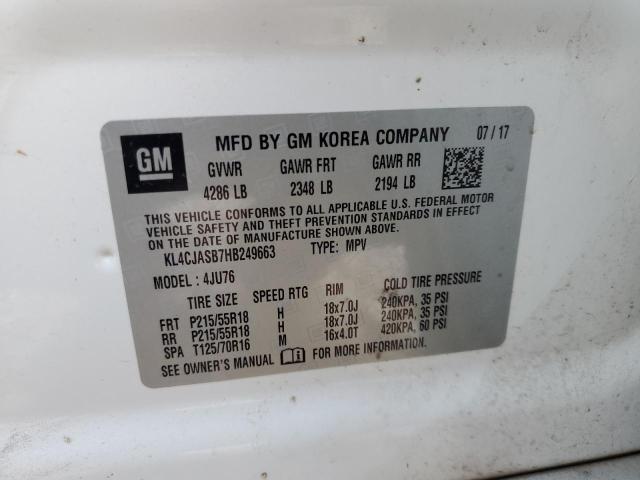 GM MFD BY GM KOREA COMPANY 07 / 17
GVWR GAWR FRT GAWR RR
4286 LB 2348 LB 2194 LB
THIS VEHICLE CONFORMS TO ALL APPLICABLE U.S. FEDERAL MOTOR
VEHICLE SAFETY AND THEFT PREVENTION STANDARDS IN EFFECT
ON THE DATE OF MANUFACTURE SHOWN ABOVE.
KL4CJASB7HB249663 TYPE: MPV
MODEL : 4JU76
TIRE SIZE SPEED RTG RIM COLD TIRE PRESSURE
FRT P215/55R18 H 18x7.0J 240KPA, 35 PSI
RR P215/55R18 H 18x7.0J 240KPA, 35 PSI
SPA T125/70R16 M 16x4.0T 420KPA, 60 PSI
SEE OWNER'S MANUAL FOR MORE INFORMATION.